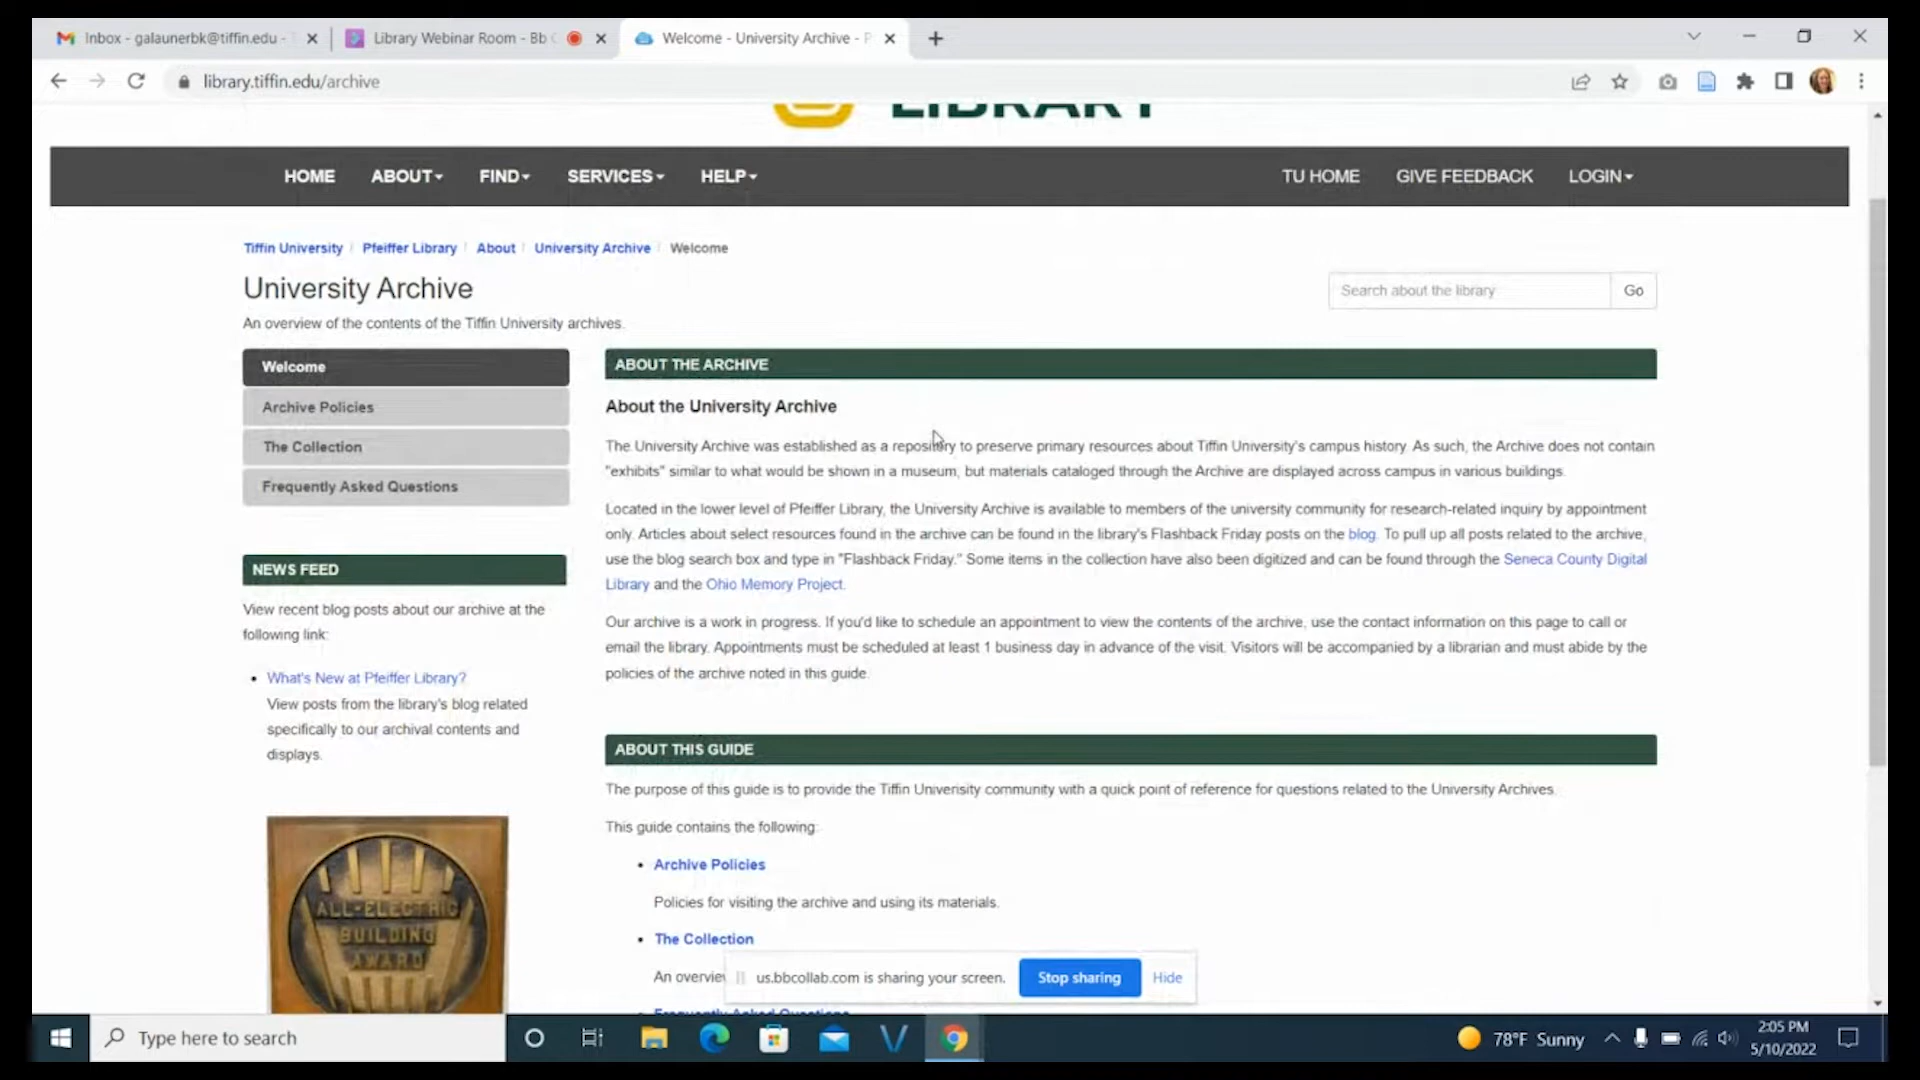 Inbox - galaunerbk@tiffin.edu -
Library Webinar Room - Bb
Welcome - University Archive - P
library.tiffin.edu/archive
LIBRARY
HOME ABOUT FIND SERVICES HELP TU HOME GIVE FEEDBACK LOGIN
Tiffin University / Pfeiffer Library / About / University Archive / Welcome
University Archive
Search about the library Go
An overview of the contents of the Tiffin University archives.
Welcome
Archive Policies
The Collection
Frequently Asked Questions
NEWS FEED
View recent blog posts about our archive at the
following link:
• What's New at Pfeiffer Library?
View posts from the library's blog related
specifically to our archival contents and
displays.
ALL-ELECTRIC
BUILDING
AWARD
ABOUT THE ARCHIVE
About the University Archive
The University Archive was established as a repository to preserve primary resources about Tiffin University's campus history. As such, the Archive does not contain
"exhibits" similar to what would be shown in a museum, but materials cataloged through the Archive are displayed across campus in various buildings.
Located in the lower level of Pfeiffer Library, the University Archive is available to members of the university community for research-related inquiry by appointment
only. Articles about select resources found in the archive can be found in the library's Flashback Friday posts on the blog. To pull up all posts related to the archive,
use the blog search box and type in "Flashback Friday." Some items in the collection have also been digitized and can be found through the Seneca County Digital
Library and the Ohio Memory Project.
Our archive is a work in progress. If you'd like to schedule an appointment to view the contents of the archive, use the contact information on this page to call or
email the library. Appointments must be scheduled at least 1 business day in advance of the visit. Visitors will be accompanied by a librarian and must abide by the
policies of the archive noted in this guide.
ABOUT THIS GUIDE
The purpose of this guide is to provide the Tiffin Univerisity community with a quick point of reference for questions related to the University Archives.
This guide contains the following:
• Archive Policies
Policies for visiting the archive and using its materials.
• The Collection
An overview
Frequently Asked Questions
us.bbcollab.com is sharing your screen. Stop sharing Hide
Type here to search
78°F Sunny
2:05 PM
5/10/2022